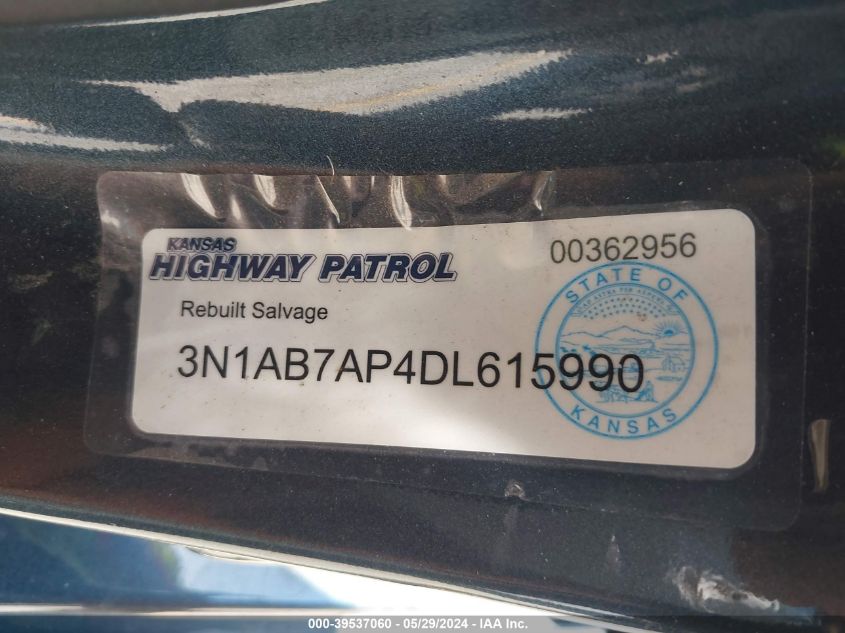 KANSAS
HIGHWAY PATROL
00362956
Rebuilt Salvage
3N1AB7AP4DL615990
STATE OF
KANSAS
000-39537060 - 05/29/2024 - IAA Inc.